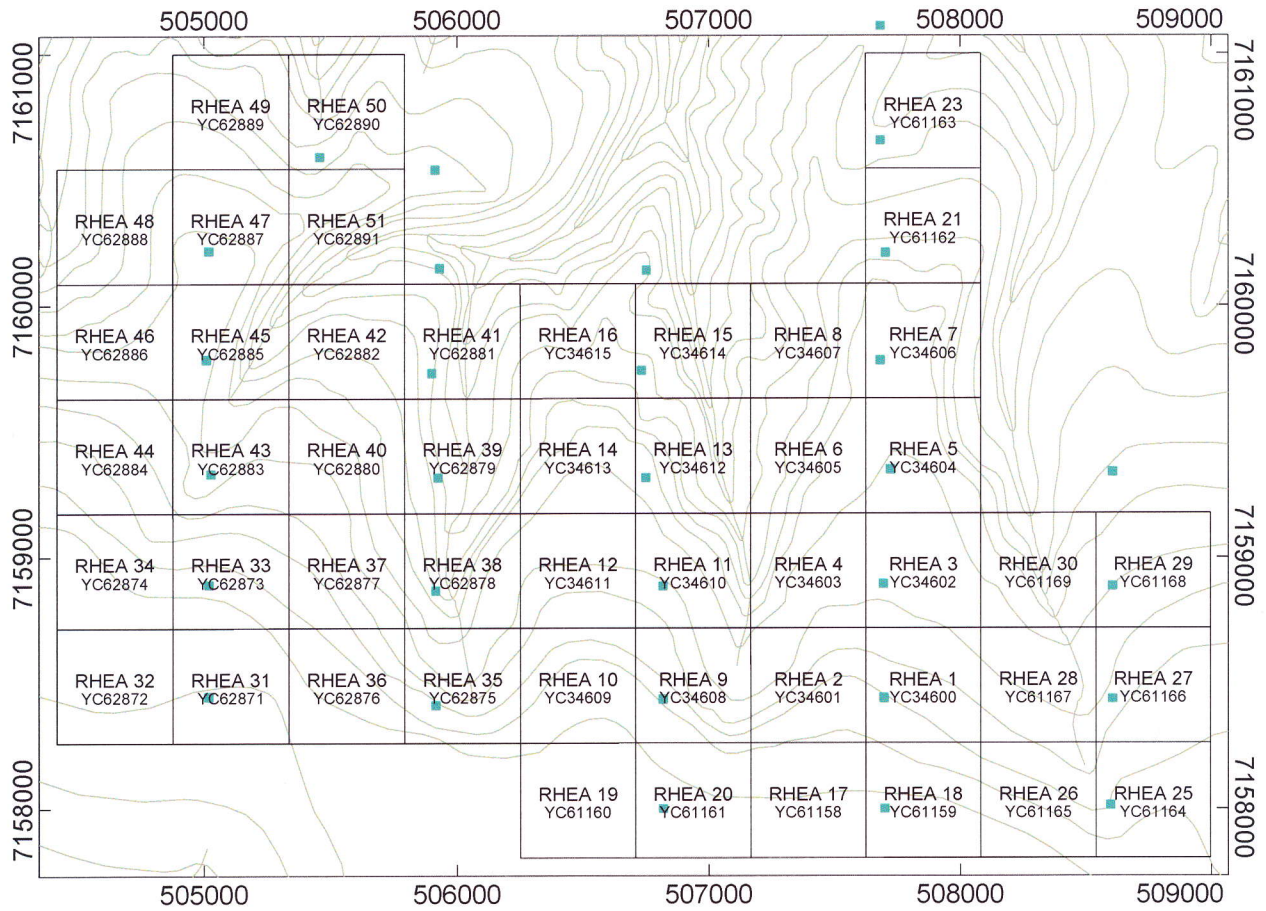 505000 506000 507000 508000 509000
7161000
7161000
RHEA 49
YC62889
RHEA 50
YC62890
RHEA 23
YC61163
RHEA 48
YC62888
RHEA 47
YC62887
RHEA 51
YC62891
RHEA 21
YC61162
7160000
7160000
RHEA 46
YC62886
RHEA 45
YC62885
RHEA 42
YC62882
RHEA 41
YC62881
RHEA 16
YC34615
RHEA 15
YC34614
RHEA 8
YC34607
RHEA 7
YC34606
RHEA 44
YC62884
RHEA 43
YC62883
RHEA 40
YC62880
RHEA 39
YC62879
RHEA 14
YC34613
RHEA 13
YC34612
RHEA 6
YC34605
RHEA 5
YC34604
7159000
7159000
RHEA 34
YC62874
RHEA 33
YC62873
RHEA 37
YC62877
RHEA 38
YC62878
RHEA 12
YC34611
RHEA 11
YC34610
RHEA 4
YC34603
RHEA 3
YC34602
RHEA 30
YC61169
RHEA 29
YC61168
RHEA 32
YC62872
RHEA 31
YC62871
RHEA 36
YC62876
RHEA 35
YC62875
RHEA 10
YC34609
RHEA 9
YC34608
RHEA 2
YC34601
RHEA 1
YC34600
RHEA 28
YC61167
RHEA 27
YC61166
7158000
7158000
RHEA 19
YC61160
RHEA 20
YC61161
RHEA 17
YC61158
RHEA 18
YC61159
RHEA 26
YC61165
RHEA 25
YC61164
505000 506000 507000 508000 509000